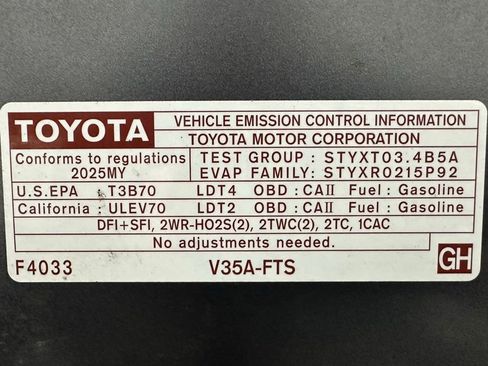 TOYOTA VEHICLE EMISSION CONTROL INFORMATION
TOYOTA MOTOR CORPORATION
Conforms to regulations TEST GROUP : STYXT03.4B5A
2025MY EVAP FAMILY: STYXR0215P92
U.S.EPA : T3B70 LDT4 OBD : CAII Fuel : Gasoline
California : ULEV70 LDT2 OBD : CAII Fuel : Gasoline
DFI+SFI, 2WR-HO2S(2), 2TWC(2), 2TC, 1CAC
No adjustments needed.
F4033 V35A-FTS GH